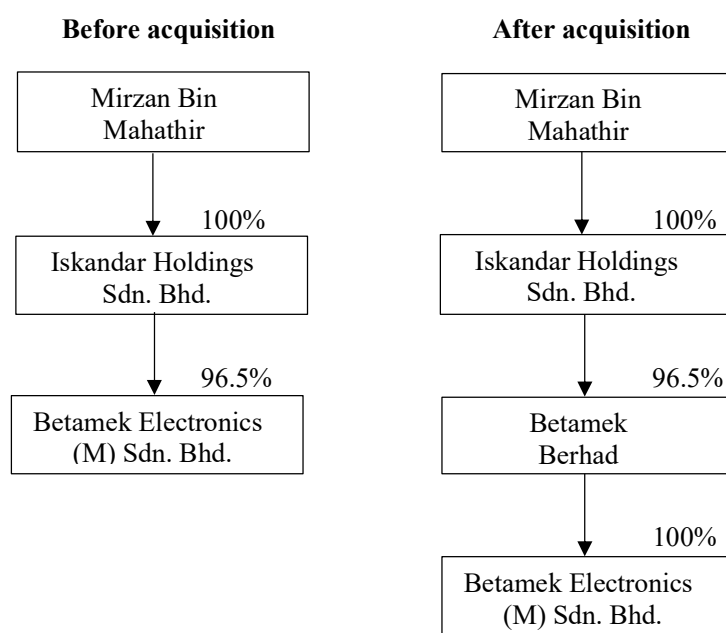 Before acquisition
Mirzan Bin
Mahathir
100%
Iskandar Holdings
Sdn. Bhd.
96.5%
Betamek Electronics
(M) Sdn. Bhd.
After acquisition
Mirzan Bin
Mahathir
100%
Iskandar Holdings
Sdn. Bhd.
96.5%
Betamek
Berhad
100%
Betamek Electronics
(M) Sdn. Bhd.